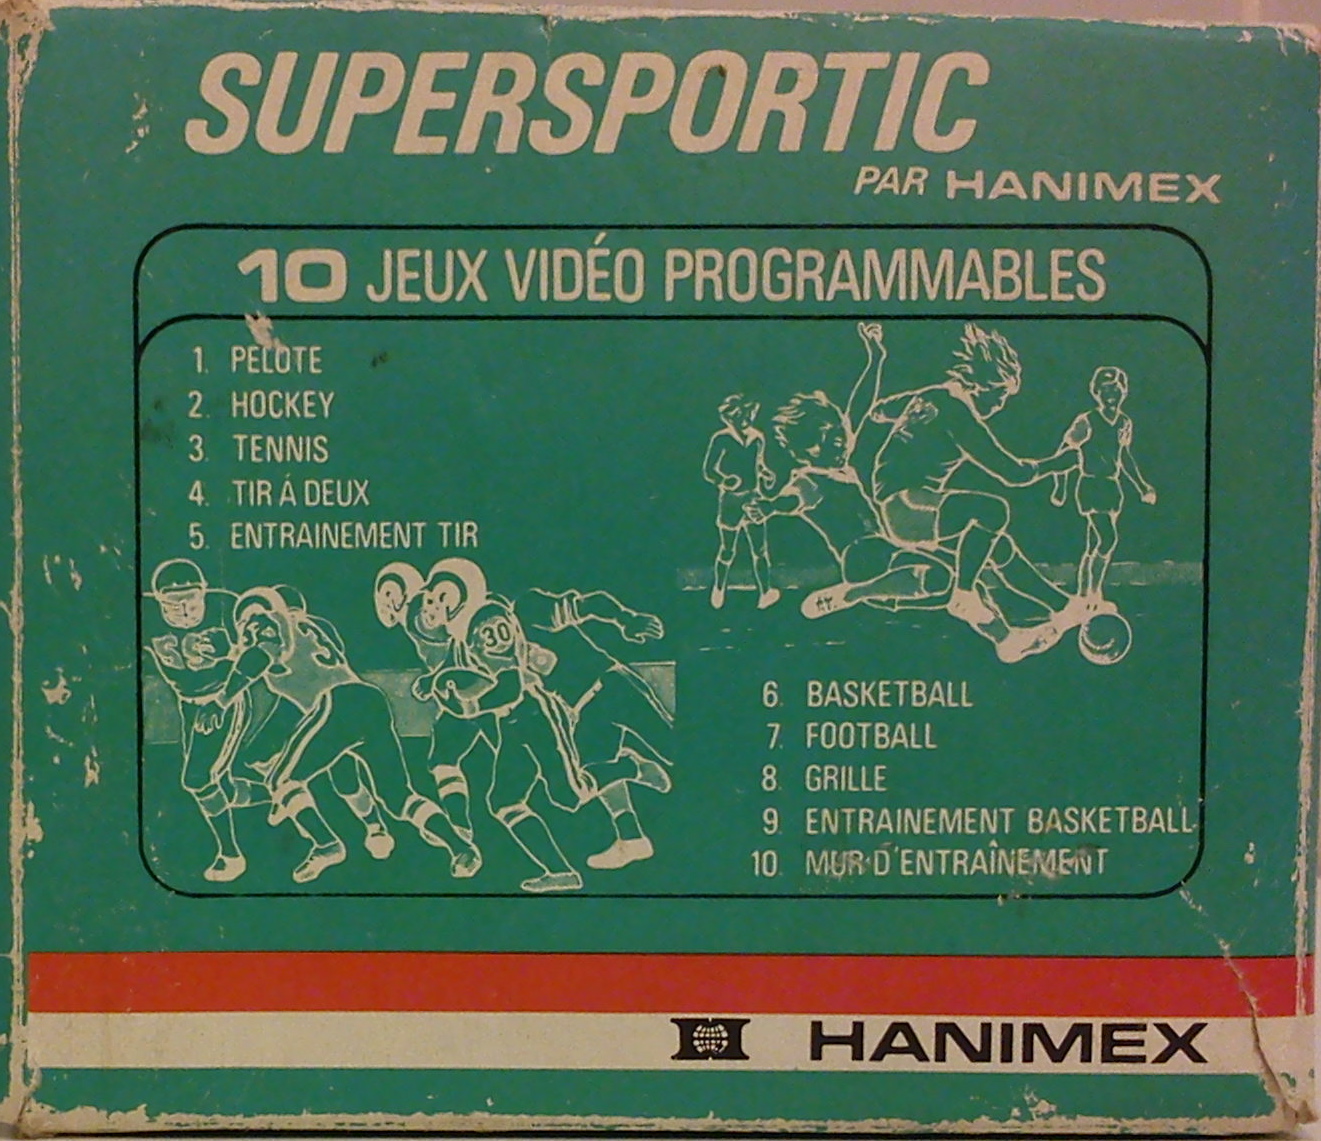 SUPERSPORTIC
PAR HANIMEX
10 JEUX VIDÉO PROGRAMMABLES
1. PELOTE
2. HOCKEY
3. TENNIS
4. TIR Á DEUX
5. ENTRAINEMENT TIR
30
6. BASKETBALL
7. FOOTBALL
8. GRILLE
9. ENTRAINEMENT BASKETBALL
10. MUR D'ENTRAÎNEMENT
H HANIMEX